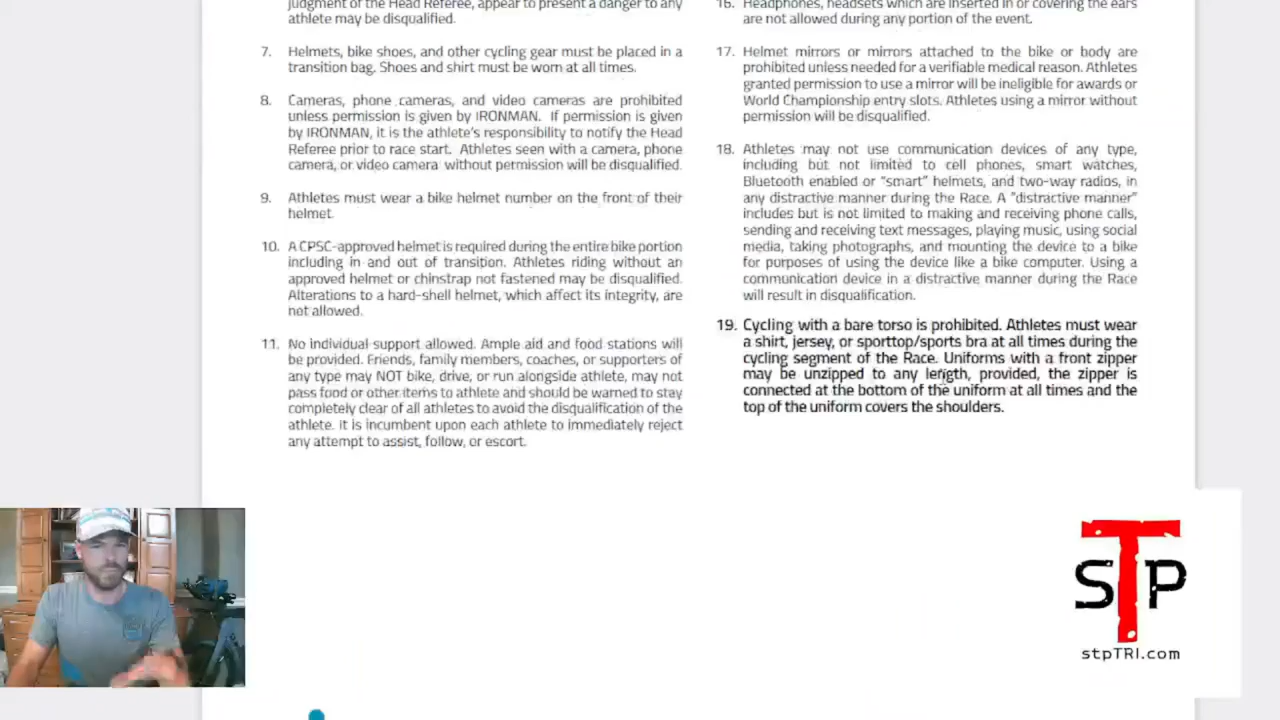 judgment of the Head Referee, appear to present a danger to any
athlete may be disqualified.
7. Helmets, bike shoes, and other cycling gear must be placed in a
transition bag. Shoes and shirt must be worn at all times.
8. Cameras, phone cameras, and video cameras are prohibited
unless permission is given by IRONMAN. If permission is given
by IRONMAN, it is the athlete's responsibility to notify the Head
Referee prior to race start. Athletes seen with a camera, phone
camera, or video camera without permission will be disqualified.
9. Athletes must wear a bike helmet number on the front of their
helmet.
10. A CPSC-approved helmet is required during the entire bike portion
including in and out of transition. Athletes riding without an
approved helmet or chinstrap not fastened may be disqualified.
Alterations to a hard-shell helmet, which affect its integrity, are
not allowed.
11. No individual support allowed. Ample aid and food stations will
be provided. Friends, family members, coaches, or supporters of
any type may NOT bike, drive, or run alongside athlete, may not
pass food or other items to athlete and should be warned to stay
completely clear of all athletes to avoid the disqualification of the
athlete. It is incumbent upon each athlete to immediately reject
any attempt to assist, follow, or escort.
16. Headphones, headsets which are inserted in or covering the ears
are not allowed during any portion of the event.
17. Helmet mirrors or mirrors attached to the bike or body are
prohibited unless needed for a verifiable medical reason. Athletes
granted permission to use a mirror will be ineligible for awards or
World Championship entry slots. Athletes using a mirror without
permission will be disqualified.
18. Athletes may not use communication devices of any type,
including but not limited to cell phones, smart watches,
Bluetooth enabled or "smart" helmets, and two-way radios, in
any distractive manner during the Race. A "distractive manner"
includes but is not limited to making and receiving phone calls,
sending and receiving text messages, playing music, using social
media, taking photographs, and mounting the device to a bike
for purposes of using the device like a bike computer. Using a
communication device in a distractive manner during the Race
will result in disqualification.
19. Cycling with a bare torso is prohibited. Athletes must wear
a shirt, jersey, or sporttop/sports bra at all times during the
cycling segment of the Race. Uniforms with a front zipper
may be unzipped to any length, provided, the zipper is
connected at the bottom of the uniform at all times and the
top of the uniform covers the shoulders.
STP
stpTRI.com